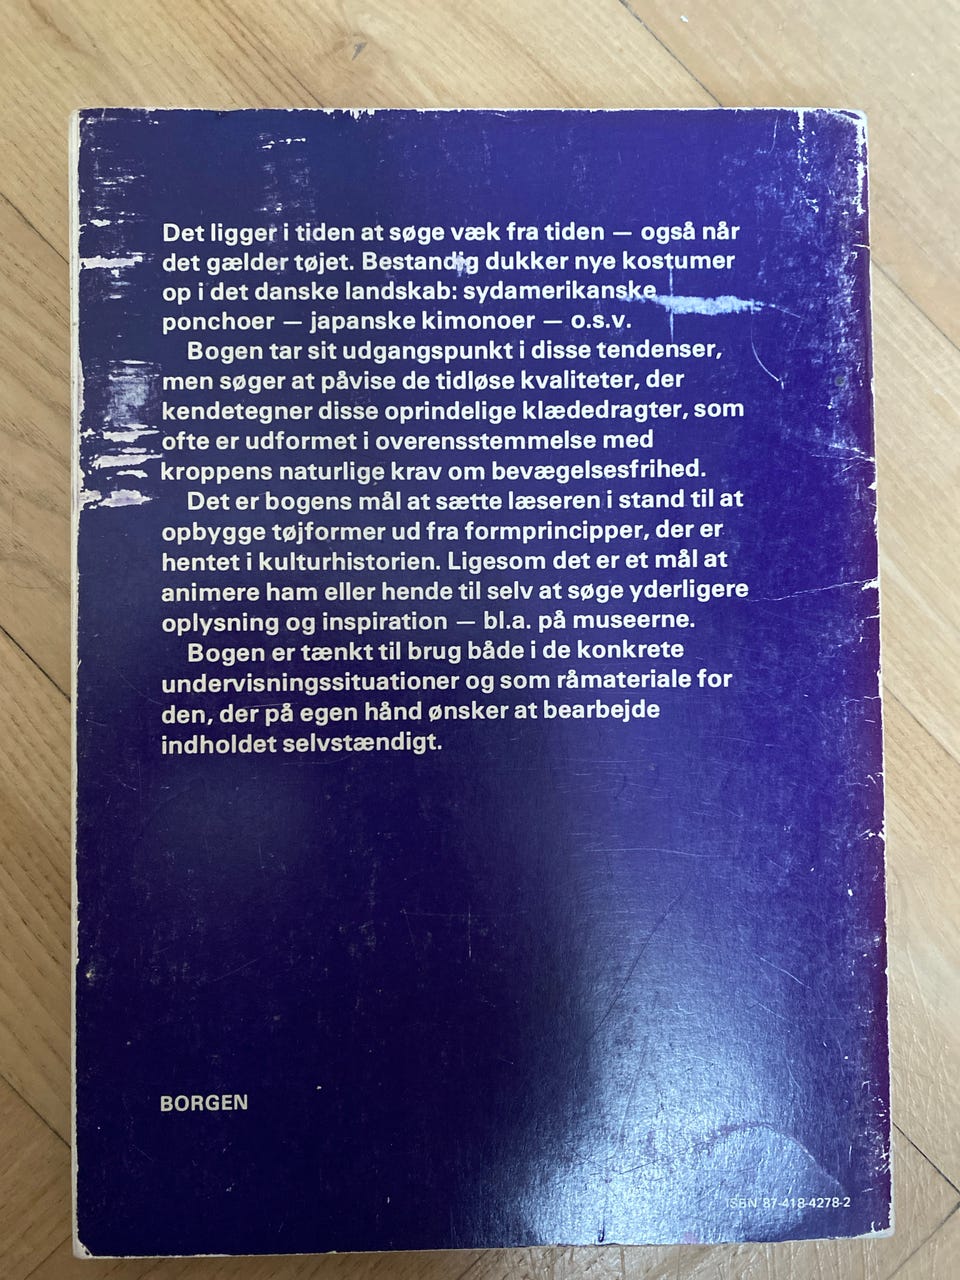 Det ligger i tiden at søge væk fra tiden — også når
det gælder tøjet. Bestandig dukker nye kostumer
op i det danske landskab: sydamerikanske
ponchoer — japanske kimonoer — o.s.v.
Bogen tar sit udgangspunkt i disse tendenser,
men søger at påvise de tidløse kvaliteter, der
kendetegner disse oprindelige klædedragter, som
ofte er udformet i overensstemmelse med
kroppens naturlige krav om bevægelsesfrihed.
Det er bogens mål at sætte læseren i stand til at
opbygge tøjformer ud fra formprincipper, der er
hentet i kulturhistorien. Ligesom det er et mål at
animere ham eller hende til selv at søge yderligere
oplysning og inspiration — bl.a. på museerne.
Bogen er tænkt til brug både i de konkrete
undervisningssituationer og som råmateriale for
den, der på egen hånd ønsker at bearbejde
indholdet selvstændigt.
BORGEN
ISBN 87-418-4278-2